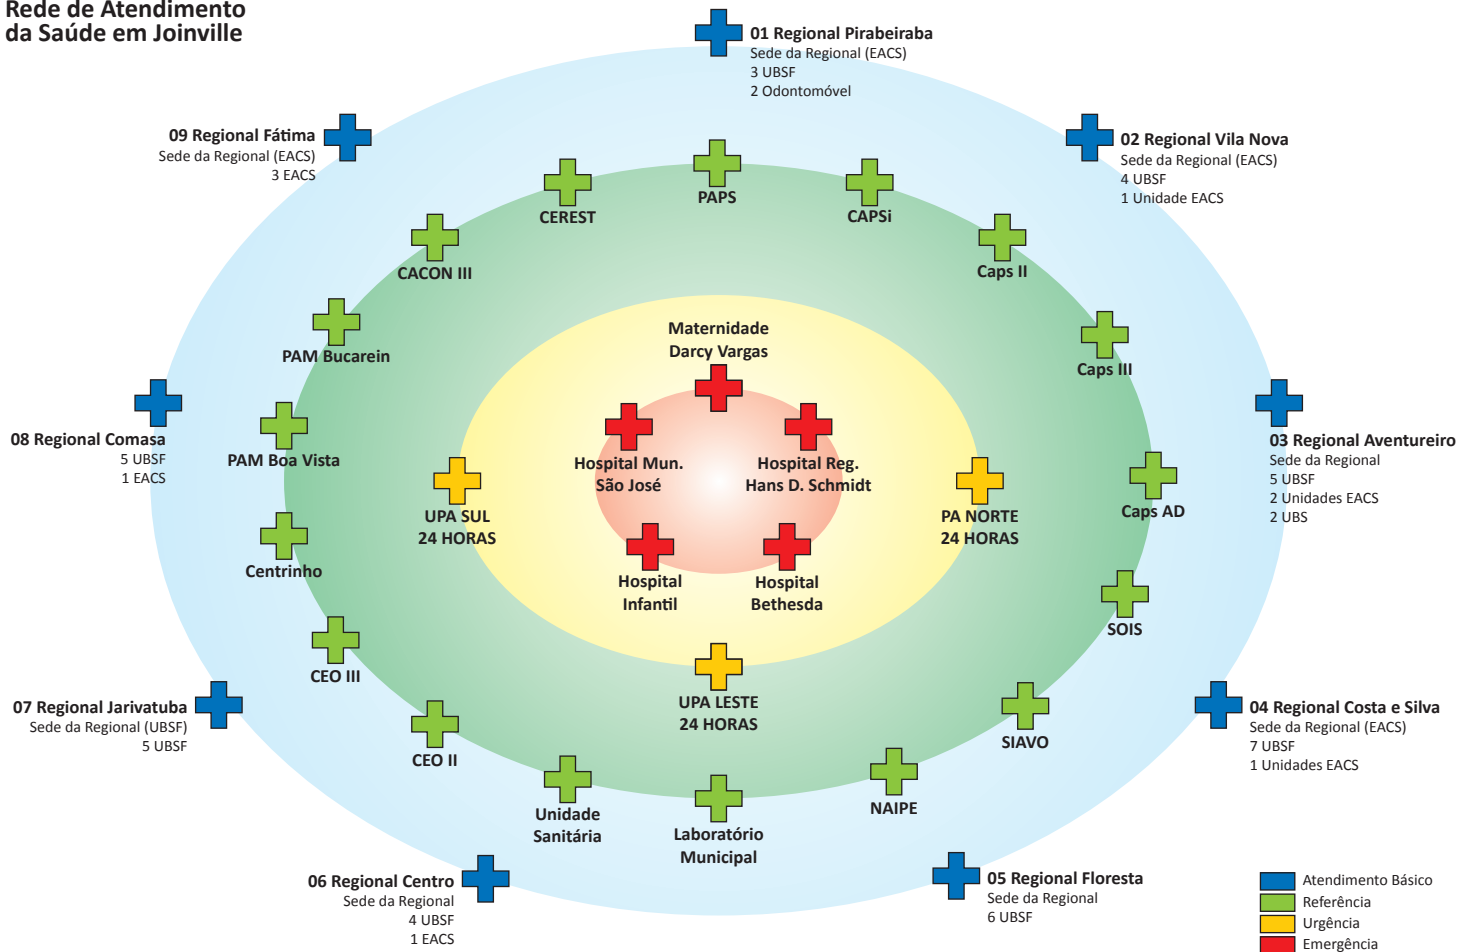 Rede de Atendimento
da Saúde em Joinville
01 Regional Pirabeiraba
Sede da Regional (EACS)
3 UBSF
2 Odontomóvel
09 Regional Fátima
Sede da Regional (EACS)
3 EACS
02 Regional Vila Nova
Sede da Regional (EACS)
4 UBSF
1 Unidade EACS
PAPS
CEREST
CAPSi
CACON III
Caps II
PAM Bucarein
Caps III
Maternidade
Darcy Vargas
08 Regional Comasa
5 UBSF
1 EACS
PAM Boa Vista
Hospital Mun.
São José
Hospital Reg.
Hans D. Schmidt
03 Regional Aventureiro
Sede da Regional
5 UBSF
2 Unidades EACS
2 UBS
UPA SUL
24 HORAS
PA NORTE
24 HORAS
Caps AD
Centrinho
Hospital
Infantil
Hospital
Bethesda
SOIS
CEO III
07 Regional Jarivatuba
Sede da Regional (UBSF)
5 UBSF
UPA LESTE
24 HORAS
04 Regional Costa e Silva
Sede da Regional (EACS)
7 UBSF
1 Unidades EACS
SIAVO
CEO II
NAIPE
Unidade
Sanitária
Laboratório
Municipal
06 Regional Centro
Sede da Regional
4 UBSF
1 EACS
05 Regional Floresta
Sede da Regional
6 UBSF
Atendimento Básico
Referência
Urgência
Emergência